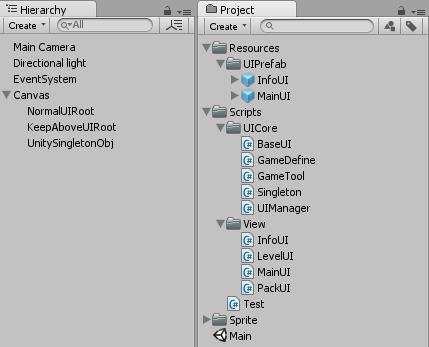 Hierarchy
Create
All
Main Camera
Directional light
EventSystem
Canvas
NormalUIRoot
KeepAboveUIRoot
UnitySingletonObj
Project
Create
Resources
UIPrefab
InfoUI
MainUI
Scripts
UICore
BaseUI
GameDefine
GameTool
Singleton
UIManager
View
InfoUI
LevelUI
MainUI
PackUI
Test
Sprite
Main